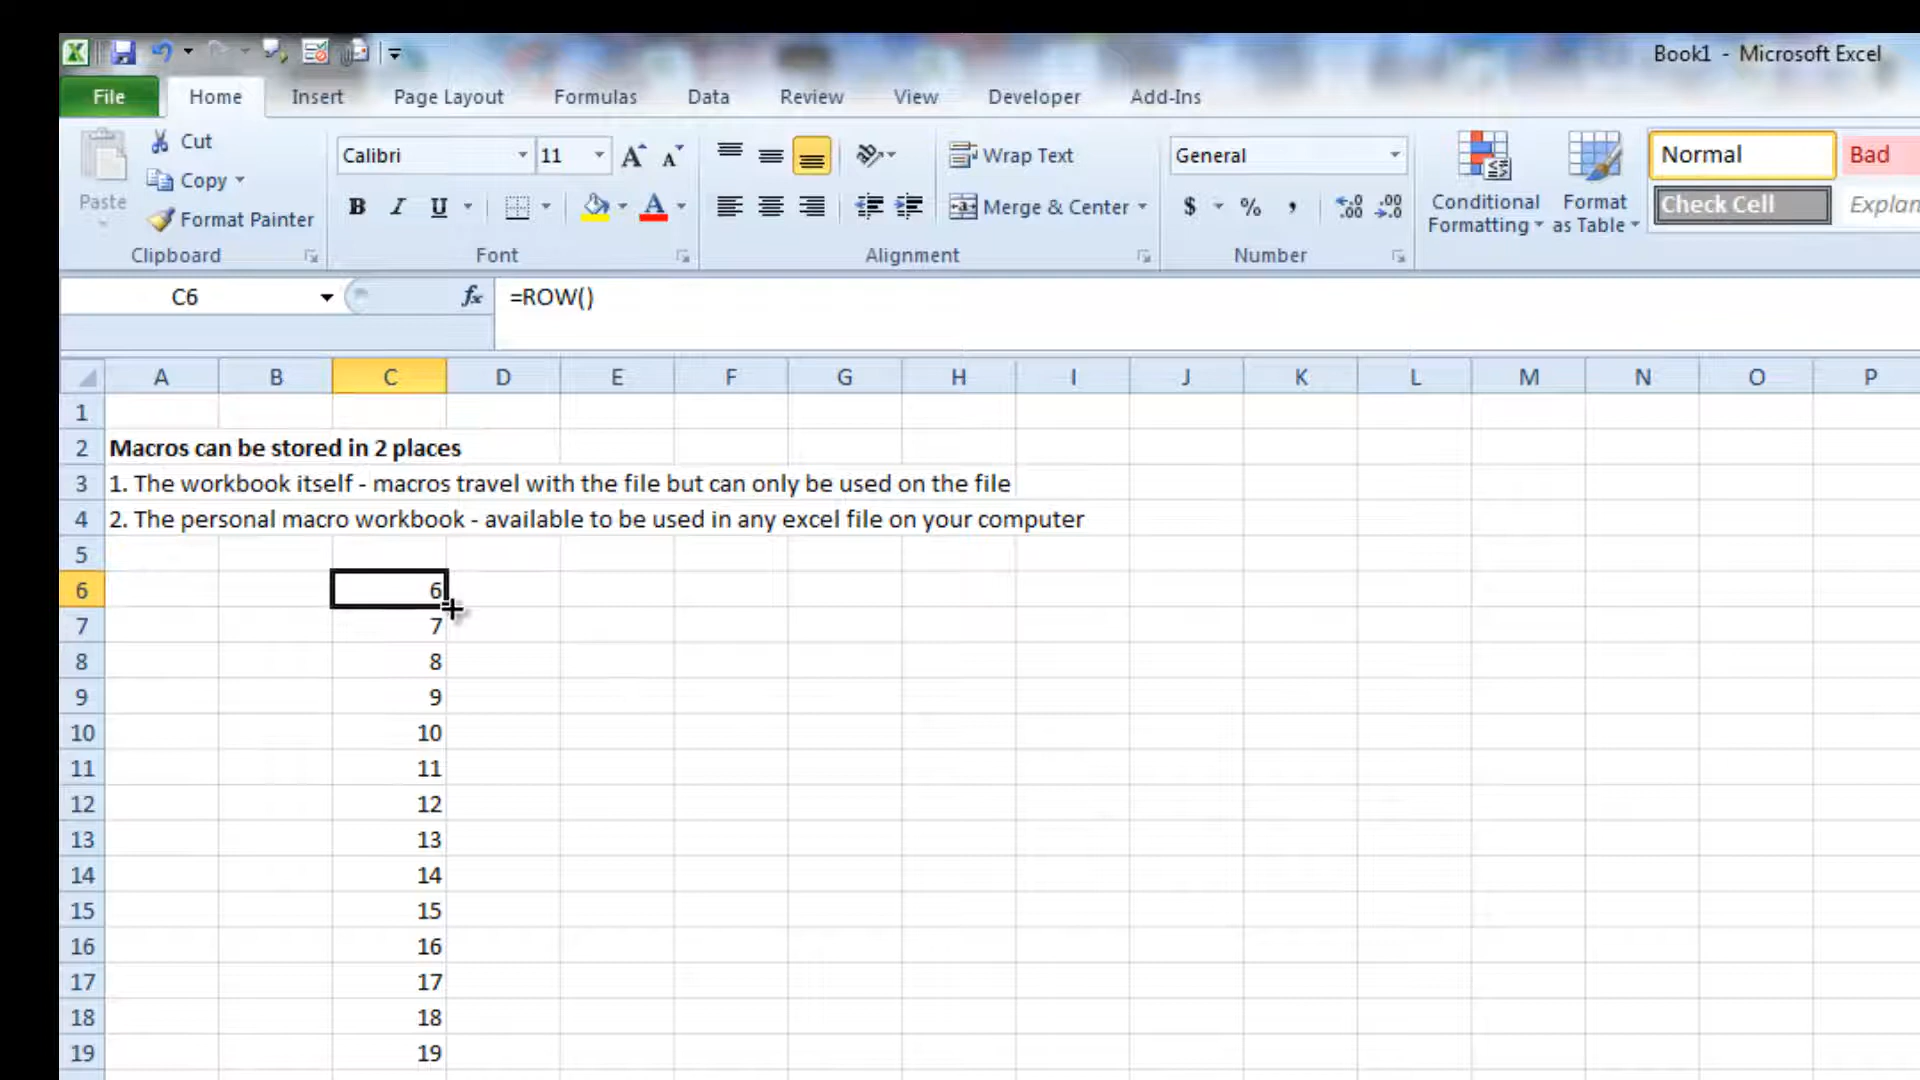 Book1 - Microsoft Excel
File Home Insert Page Layout Formulas Data Review View Developer Add-Ins
Paste
Cut
Copy
Format Painter
Clipboard
Calibri 11
B I U
Font
Wrap Text
Merge & Center
Alignment
General
$ % ,
Number
Conditional Formatting
Format as Table
Normal Bad
Check Cell Explan
C6 fx =ROW()
A B C D E F G H I J K L M N O P
1
2 Macros can be stored in 2 places
3 1. The workbook itself - macros travel with the file but can only be used on the file
4 2. The personal macro workbook - available to be used in any excel file on your computer
5
6 6
7 7
8 8
9 9
10 10
11 11
12 12
13 13
14 14
15 15
16 16
17 17
18 18
19 19